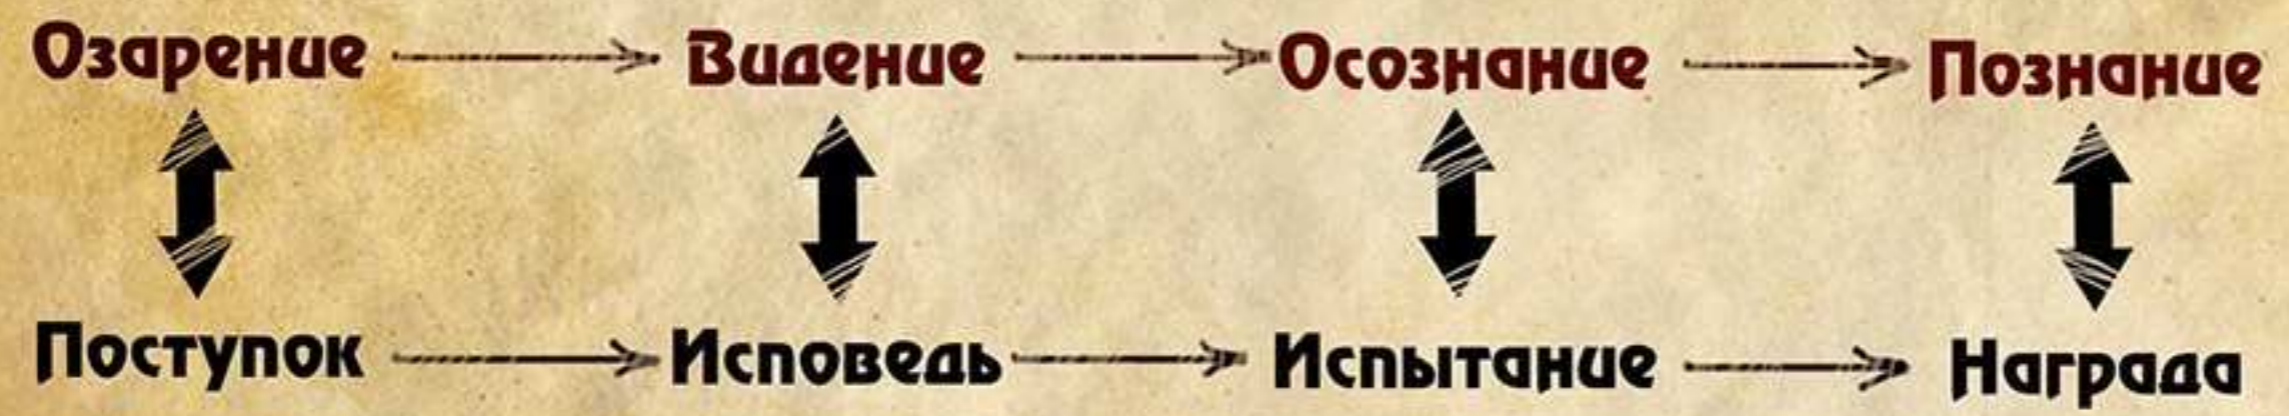 Озарение Видение Осознание Познание
Поступок Исповедь Испытание Награда